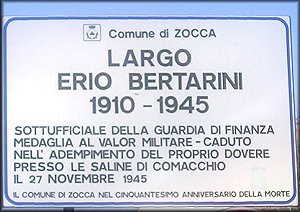 Comune di ZOCCA
LARGO
ERIO BERTARINI
1910 - 1945
SOTTUFFICIALE DELLA GUARDIA DI FINANZA
MEDAGLIA AL VALOR MILITARE - CADUTO
NELL' ADEMPIMENTO DEL PROPRIO DOVERE
PRESSO LE SALINE DI COMACCHIO
IL 27 NOVEMBRE 1945
IL COMUNE DI ZOCCA NEL CINQUANTESIMO ANNIVERSARIO DELLA MORTE